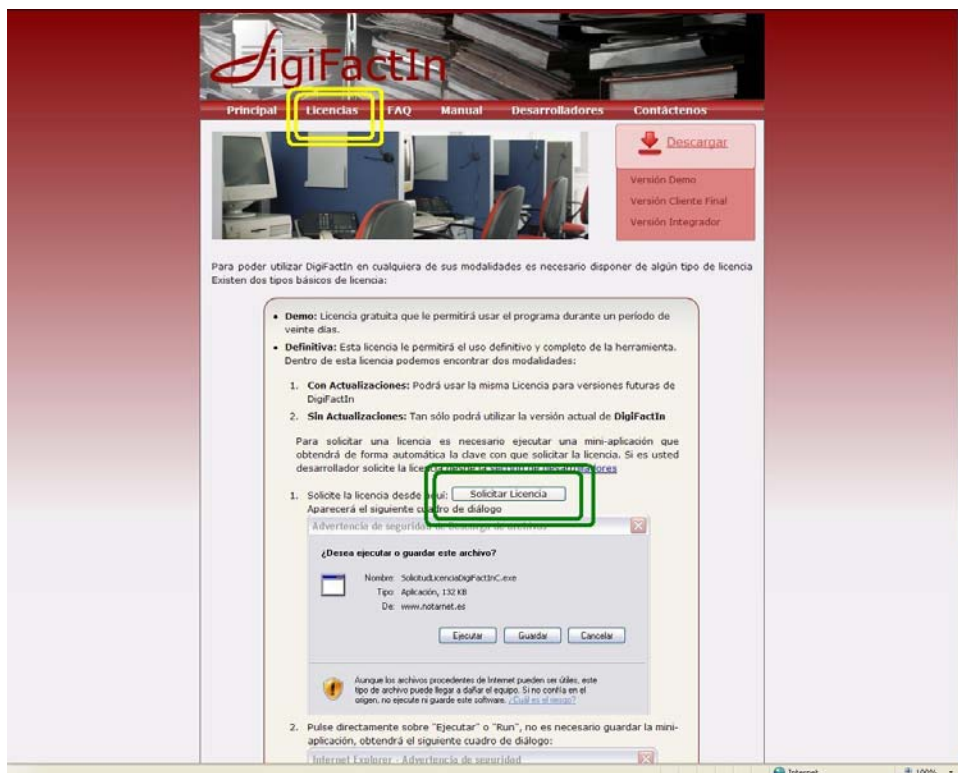 DigiFactIn
Principal Licencias FAQ Manual Desarrolladores Contáctenos
Descargar
Versión Demo
Versión Cliente Final
Versión Integrador
Para poder utilizar DigiFactIn en cualquiera de sus modalidades es necesario disponer de algún tipo de licencia
Existen dos tipos básicos de licencia:
• Demo: Licencia gratuita que le permitirá usar el programa durante un período de
veinte días.
• Definitiva: Esta licencia le permitirá el uso definitivo y completo de la herramienta.
Dentro de esta licencia podemos encontrar dos modalidades:
1. Con Actualizaciones: Podrá usar la misma Licencia para versiones futuras de
DigiFactIn
2. Sin Actualizaciones: Tan sólo podrá utilizar la versión actual de DigiFactIn
Para solicitar una licencia es necesario ejecutar una mini-aplicación que
obtendrá de forma automática la clave con que solicitar la licencia. Si es usted
desarrollador solicite la licencia desde la sección de desarrolladores
1. Solicite la licencia desde aquí: Solicitar Licencia
Aparecerá el siguiente cuadro de diálogo
Advertencia de seguridad de Descarga de archivos
¿Desea ejecutar o guardar este archivo?
Nombre: SolicitudLicenciaDigiFactInC.exe
Tipo: Aplicación, 132 KB
De: www.notarnet.es
Ejecutar Guardar Cancelar
Aunque los archivos procedentes de Internet pueden ser útiles, este
tipo de archivo puede llegar a dañar el equipo. Si no confía en el
origen, no ejecute ni guarde este software. ¿Cuál es el riesgo?
2. Pulse directamente sobre "Ejecutar" o "Run", no es necesario guardar la mini-
aplicación, obtendrá el siguiente cuadro de diálogo:
Internet Explorer - Advertencia de seguridad
Internet 100%